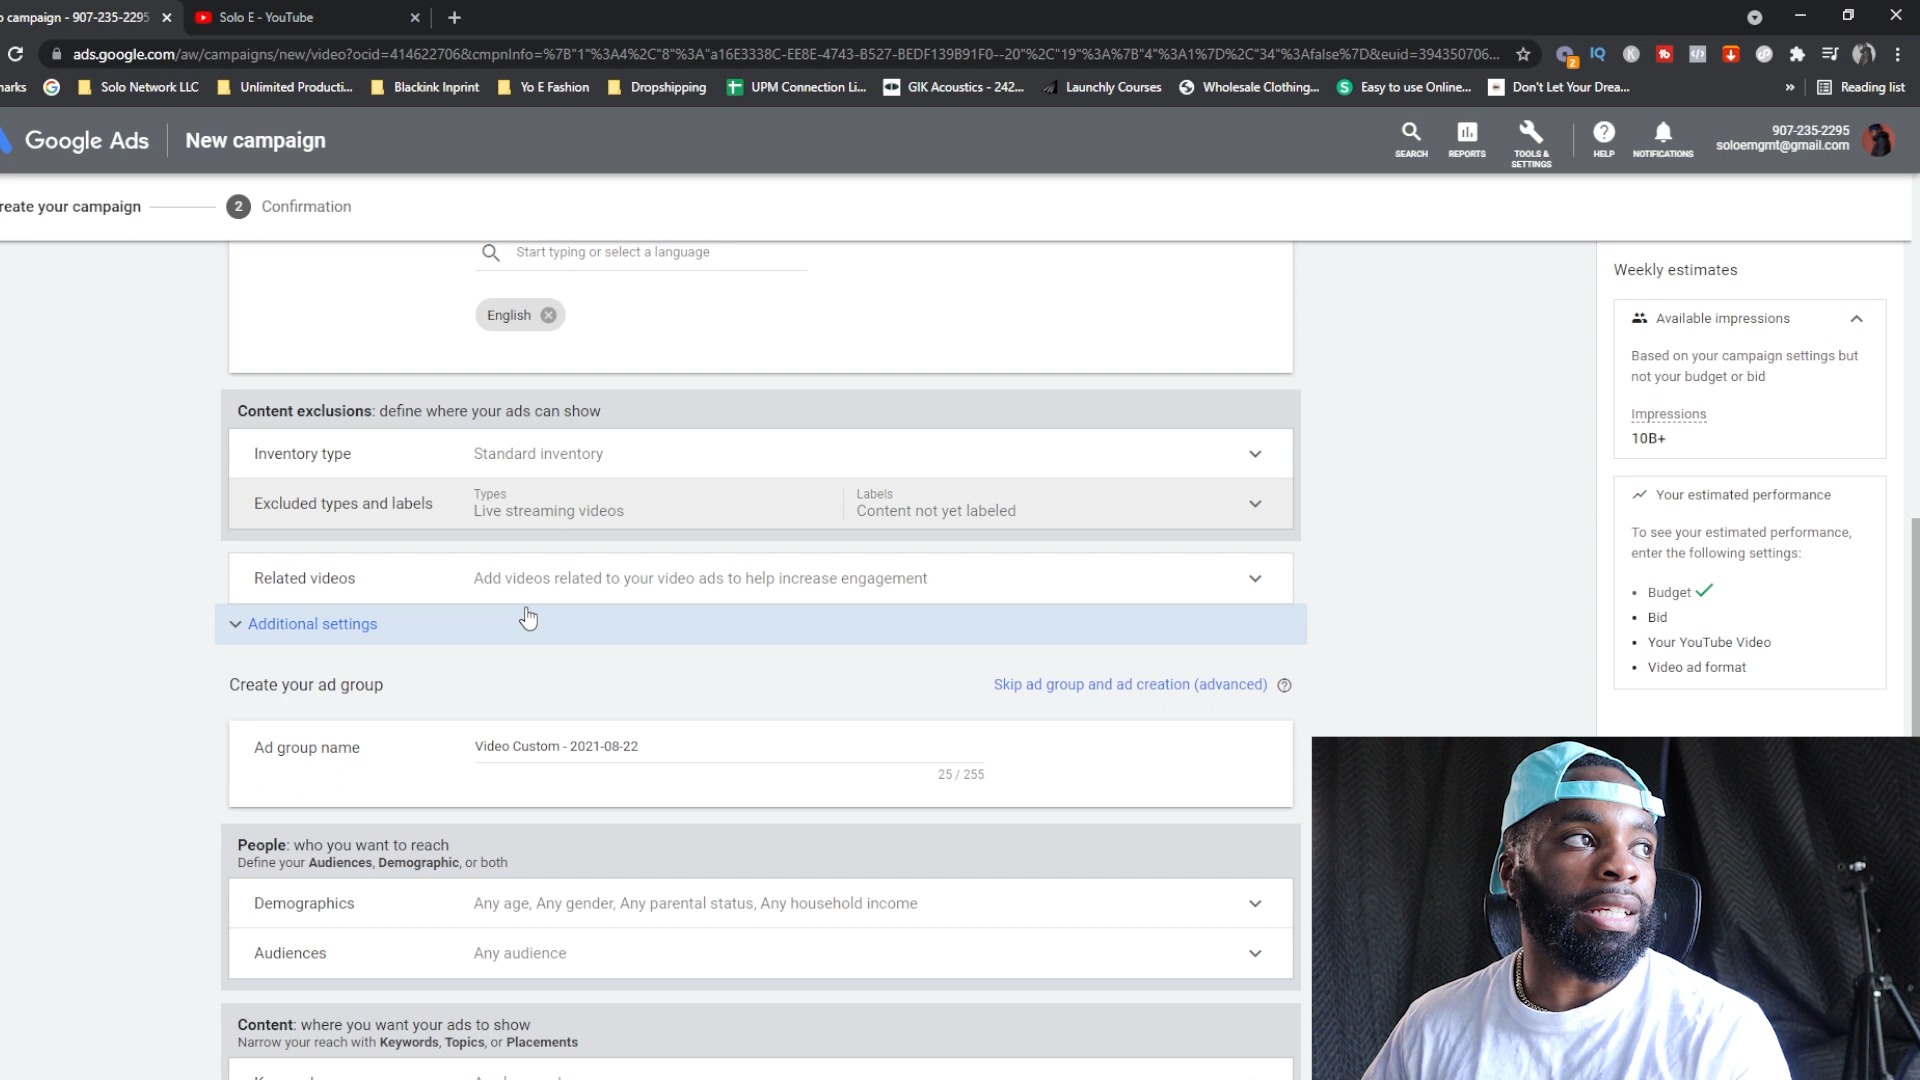 campaign - 907-235-2295
Solo E - YouTube
ads.google.com/aw/campaigns/new/video?ocid=414622706&cmpnInfo=%7B"1"%3A4%2C"8"%3A"a16E3338C-EE8E-4743-B527-BEDF139B91F0--20"%2C"19"%3A%7B"4"%3A1%7D%2C"34"%3Afalse%7D&euid=394350706...
2
arks
Solo Network LLC
Unlimited Producti...
Blackink Inprint
Yo E Fashion
Dropshipping
UPM Connection Li...
GIK Acoustics - 242...
Launchly Courses
Wholesale Clothing...
Easy to use Online...
Don't Let Your Drea...
»
Reading list
Google Ads
New campaign
SEARCH
REPORTS
TOOLS &
SETTINGS
HELP
NOTIFICATIONS
907-235-2295
soloemgmt@gmail.com
reate your campaign
2 Confirmation
Start typing or select a language
English
Content exclusions: define where your ads can show
Inventory type
Standard inventory
Excluded types and labels
Types
Live streaming videos
Labels
Content not yet labeled
Related videos
Add videos related to your video ads to help increase engagement
Additional settings
Create your ad group
Skip ad group and ad creation (advanced)
Ad group name
Video Custom - 2021-08-22
25 / 255
People: who you want to reach
Define your Audiences, Demographic, or both
Demographics
Any age, Any gender, Any parental status, Any household income
Audiences
Any audience
Content: where you want your ads to show
Narrow your reach with Keywords, Topics, or Placements
Weekly estimates
Available impressions
Based on your campaign settings but
not your budget or bid
Impressions
10B+
Your estimated performance
To see your estimated performance,
enter the following settings:
• Budget
• Bid
• Your YouTube Video
• Video ad format